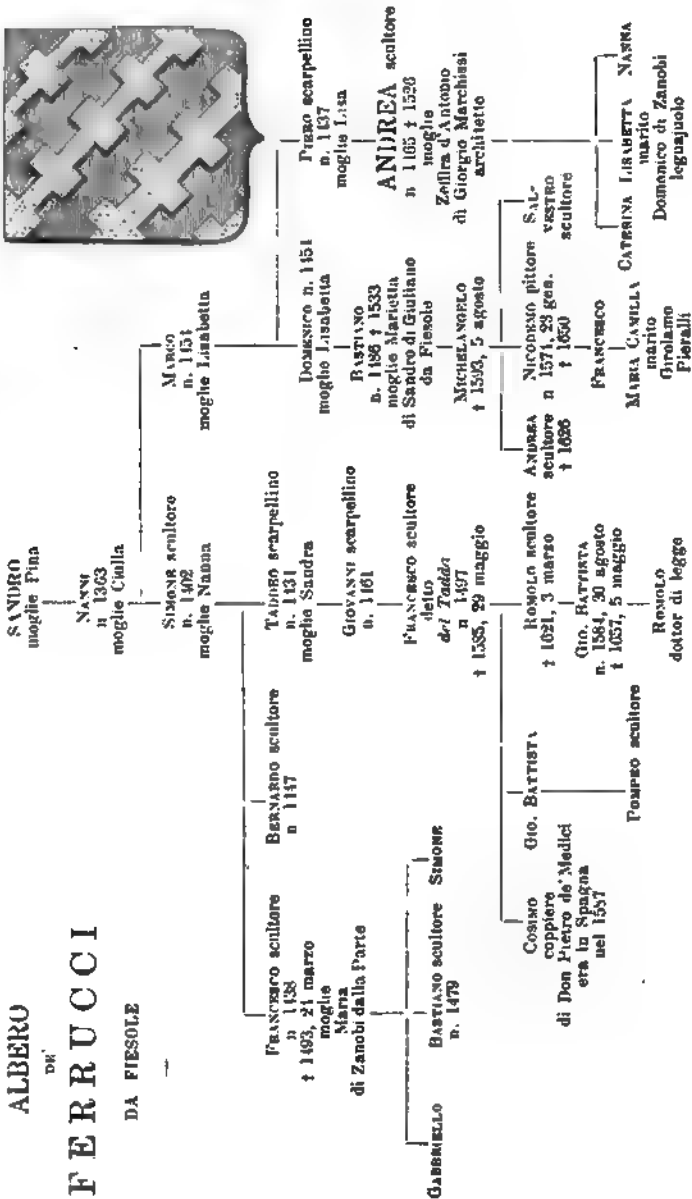 ALBERO
DE'
FERRUCCI
DA FIESOLE
SANDRO
moglie Pina
NANNI
n 1363
moglie Ciulla
SIMONE scultore
n. 1402
moglie Nanna
MARCO
moglie Lisabetta
FRANCESCO scultore
n 1438
† 1493, 21 marzo
moglie
Maria
di Zanobi dalla Parte
BERNARDO scultore
n 1447
TADDEO scarpellino
n. 1431
moglie Sandra
DOMENICO n. 1451
moglie Lisabetta
PIERO scarpellino
n. 1437
moglie Lisa
GABBRIELLO
BASTIANO scultore
n. 1479
SIMONE
GIOVANNI scarpellino
n. 1461
BASTIANO
n. 1486 † 1533
moglie Marietta
di Sandro di Giuliano
da Fiesole
ANDREA scultore
n 1465 † 1526
moglie
Zaffira d'Antonio
di Giorgio Marchissi
architetto
FRANCESCO scultore
detto
del Tadda
n 1497
† 1585, 29 maggio
MICHELANGELO
† 1593, 5 agosto
COSIMO
coppiere
di Don Pietro de' Medici
era in Spagna
nel 1587
GIO. BATTISTA
ROMOLO scultore
† 1621, 3 marzo
ANDREA
scultore
† 1626
NICODEMO pittore
n 1574, 23 gen.
† 1650
SAL-
VESTRO
scultore
CATERINA LISABETTA NANNA
marito
Domenico di Zanobi
legnajuolo
POMPEO scultore
GIO. BATTISTA
n. 1584, 30 agosto
† 1657, 5 maggio
FRANCESCO
ROMOLO
dottor di legge
MARIA CAMILLA
marito
Girolamo
Pieralli